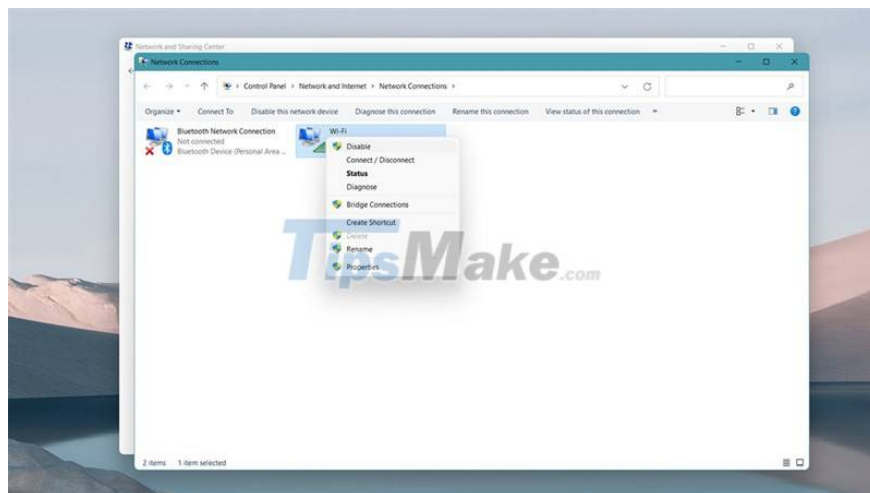 Network and Sharing Center
Network Connections
Control Panel > Network and Internet > Network Connections >
Organize Connect To Disable this network device Diagnose this connection Rename this connection View status of this connection »
Bluetooth Network Connection
Not connected
Bluetooth Device (Personal Area ...
Wi-Fi
Disable
Connect / Disconnect
Status
Diagnose
Bridge Connections
Create Shortcut
Delete
Rename
Properties
TipsMake.com
2 items 1 item selected